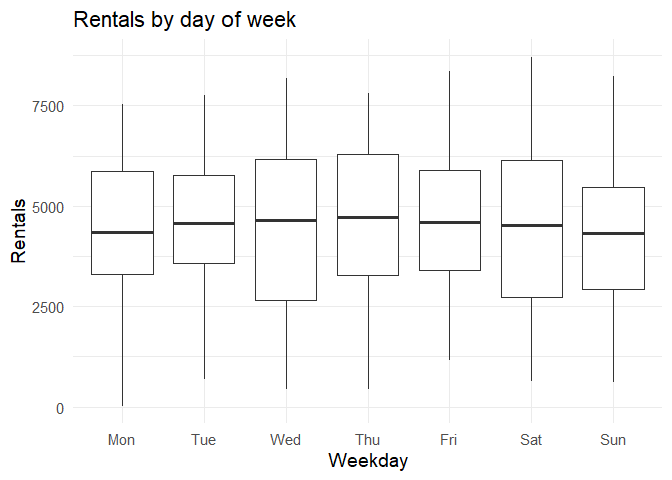 Rentals by day of week
7500
5000
2500
0
Rentals
Mon Tue Wed Thu Fri Sat Sun
Weekday